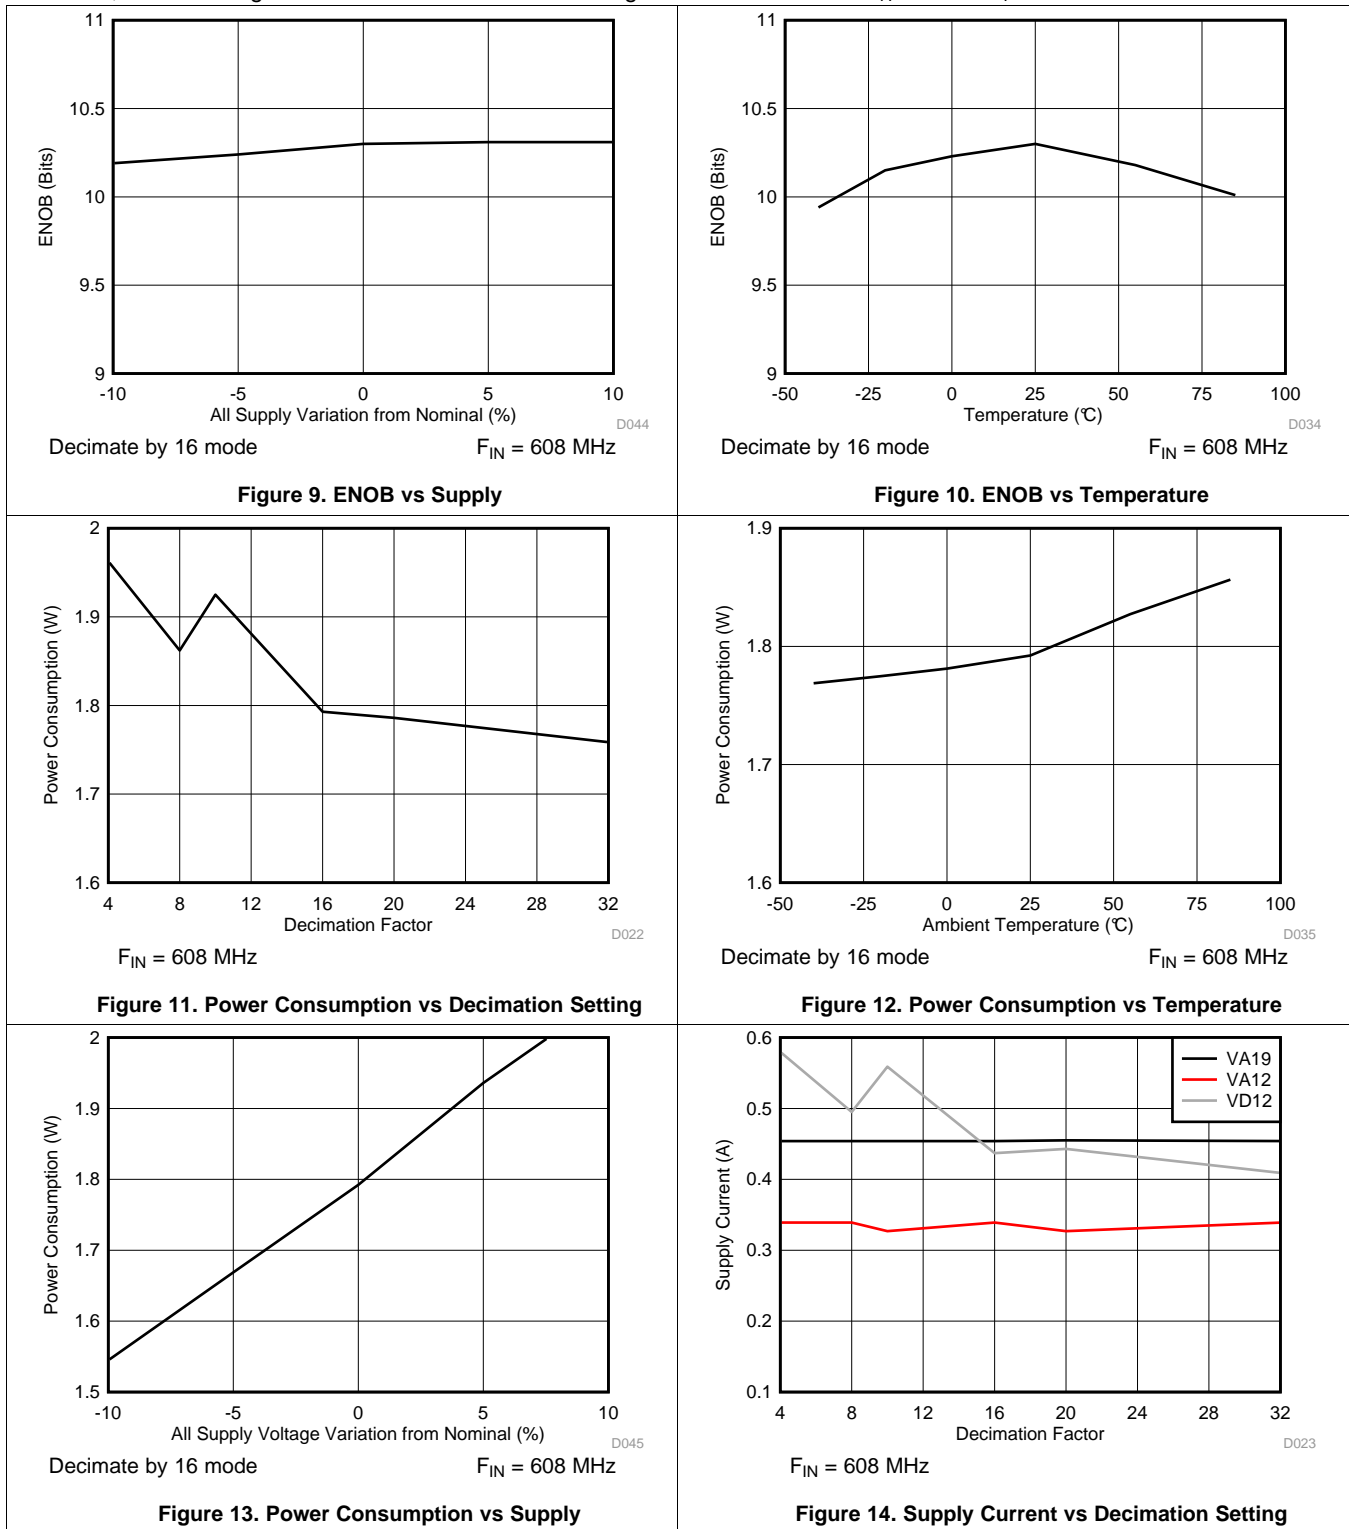 11
10.5
10
9.5
9
ENOB (Bits)
-10 -5 0 5 10
All Supply Variation from Nominal (%)
D044
Decimate by 16 mode FIN = 608 MHz
Figure 9. ENOB vs Supply
11
10.5
10
9.5
9
ENOB (Bits)
-50 -25 0 25 50 75 100
Temperature (°C)
D034
Decimate by 16 mode FIN = 608 MHz
Figure 10. ENOB vs Temperature
2
1.9
1.8
1.7
1.6
Power Consumption (W)
4 8 12 16 20 24 28 32
Decimation Factor
D022
FIN = 608 MHz
Figure 11. Power Consumption vs Decimation Setting
1.9
1.8
1.7
1.6
Power Consumption (W)
-50 -25 0 25 50 75 100
Ambient Temperature (°C)
D035
Decimate by 16 mode FIN = 608 MHz
Figure 12. Power Consumption vs Temperature
2
1.9
1.8
1.7
1.6
1.5
Power Consumption (W)
-10 -5 0 5 10
All Supply Voltage Variation from Nominal (%)
D045
Decimate by 16 mode FIN = 608 MHz
Figure 13. Power Consumption vs Supply
0.6
0.5
0.4
0.3
0.2
0.1
Supply Current (A)
VA19
VA12
VD12
4 8 12 16 20 24 28 32
Decimation Factor
D023
FIN = 608 MHz
Figure 14. Supply Current vs Decimation Setting